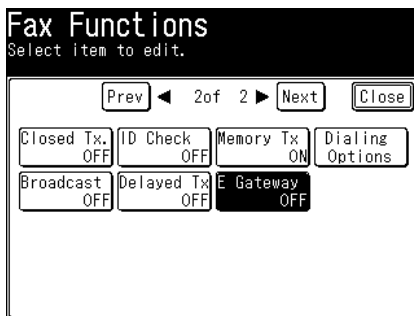 Fax Functions
Select item to edit.
Prev ◀ 2of 2 ▶ Next Close
Closed Tx. OFF
ID Check OFF
Memory Tx ON
Dialing Options
Broadcast OFF
Delayed Tx OFF
E Gateway OFF